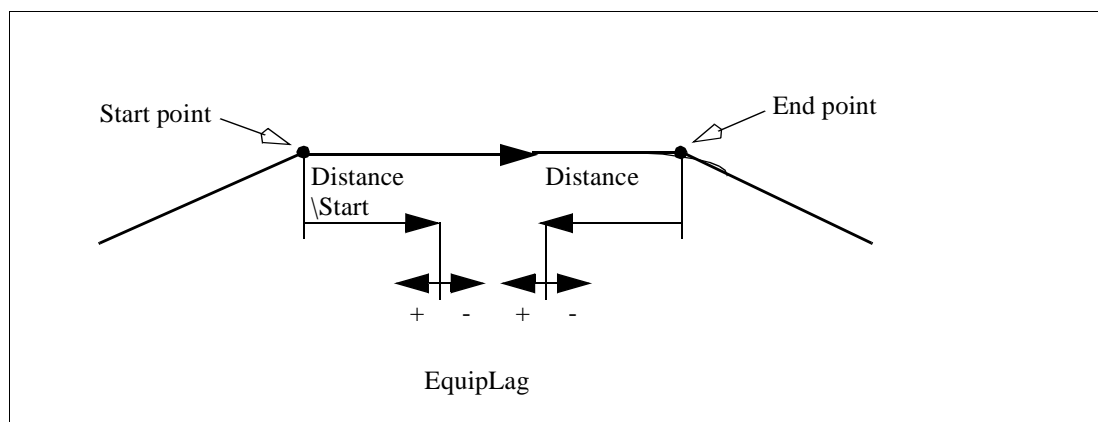 Start point
End point
Distance
\Start
Distance
+ - + -
EquipLag